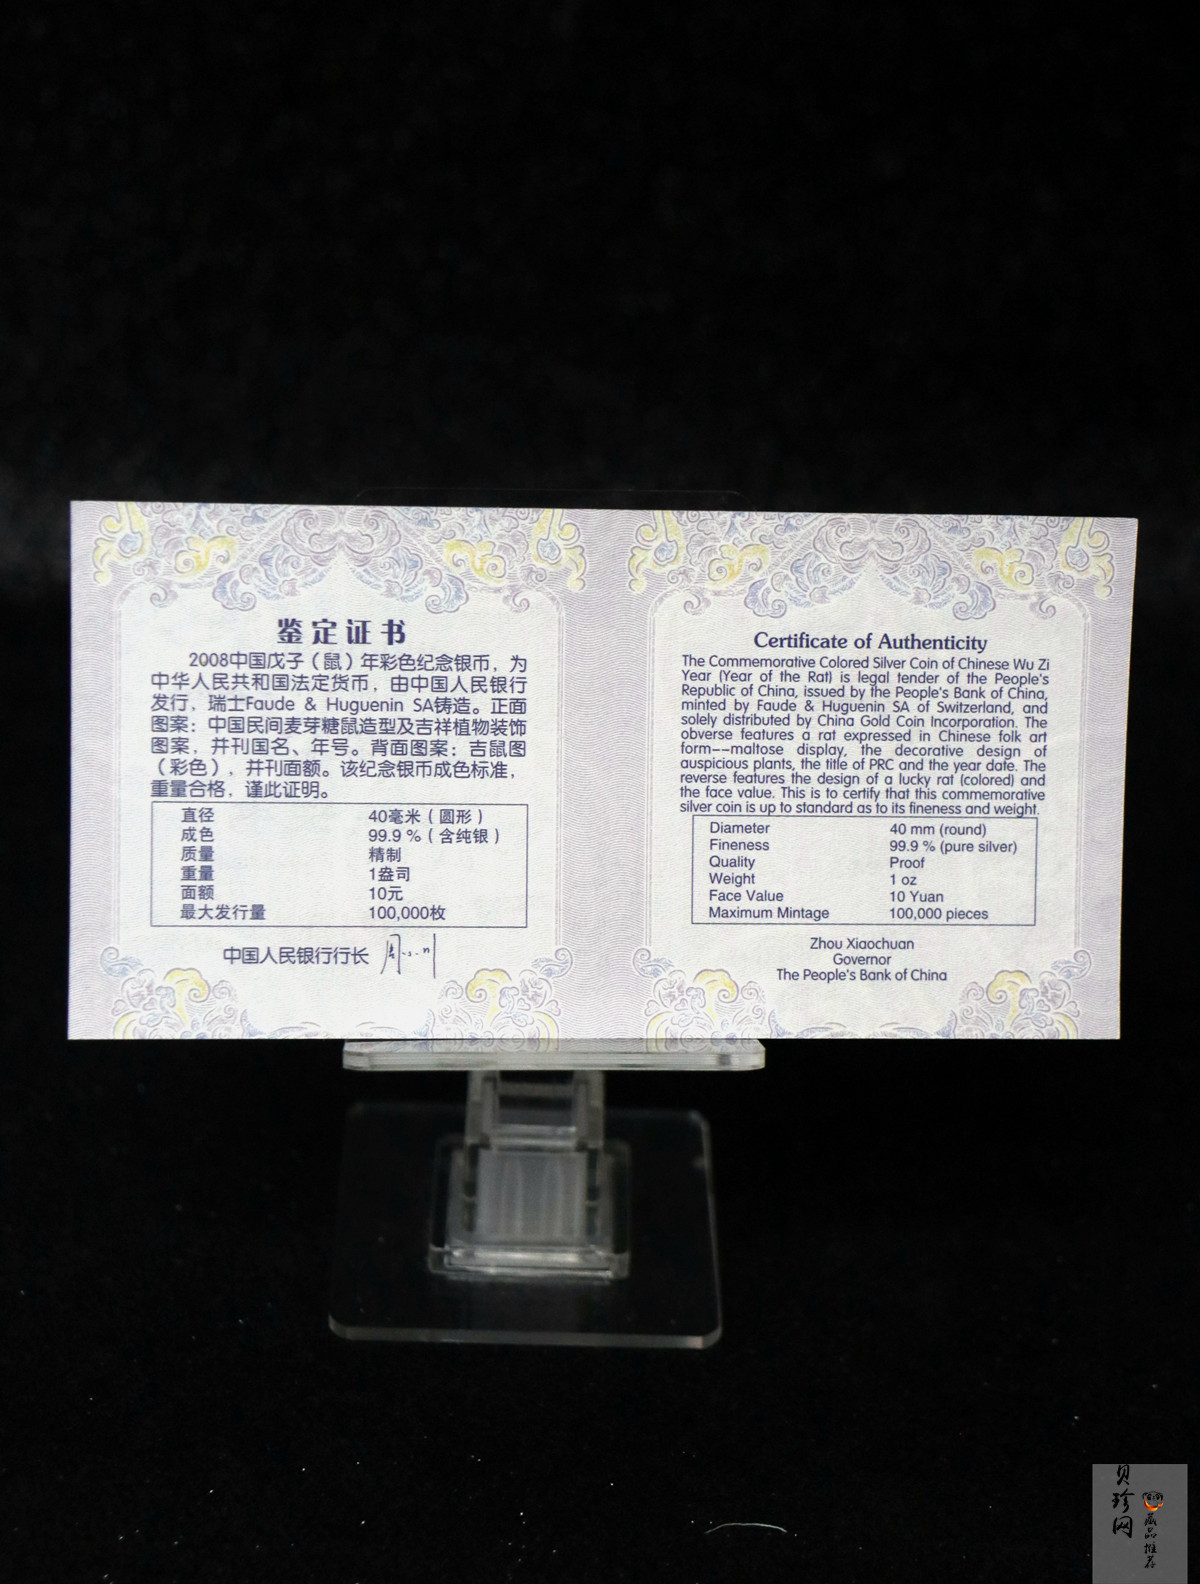 鉴定证书
2008中国戊子（鼠）年彩色纪念银币，为
中华人民共和国法定货币，由中国人民银行
发行，瑞士Faude & Huguenin SA铸造。正面
图案：中国民间麦芽糖鼠造型及吉祥植物装饰
图案，并刊国名、年号。背面图案：吉鼠图
（彩色），并刊面额。该纪念银币成色标准，
重量合格，谨此证明。
直径 40毫米（圆形）
成色 99.9％（含纯银）
质量 精制
重量 1盎司
面额 10元
最大发行量 100,000枚
中国人民银行行长
Certificate of Authenticity
The Commemorative Colored Silver Coin of Chinese Wu Zi
Year (Year of the Rat) is legal tender of the People's
Republic of China, issued by the People's Bank of China,
minted by Faude & Huguenin SA of Switzerland, and
solely distributed by China Gold Coin Incorporation. The
obverse features a rat expressed in Chinese folk art
form--maltose display, the decorative design of
auspicious plants, the title of PRC and the year date. The
reverse features the design of a lucky rat (colored) and
the face value. This is to certify that this commemorative
silver coin is up to standard as to its fineness and weight.
Diameter 40 mm (round)
Fineness 99.9 % (pure silver)
Quality Proof
Weight 1 oz
Face Value 10 Yuan
Maximum Mintage 100,000 pieces
Zhou Xiaochuan
Governor
The People's Bank of China
贝珍网
藏品推荐